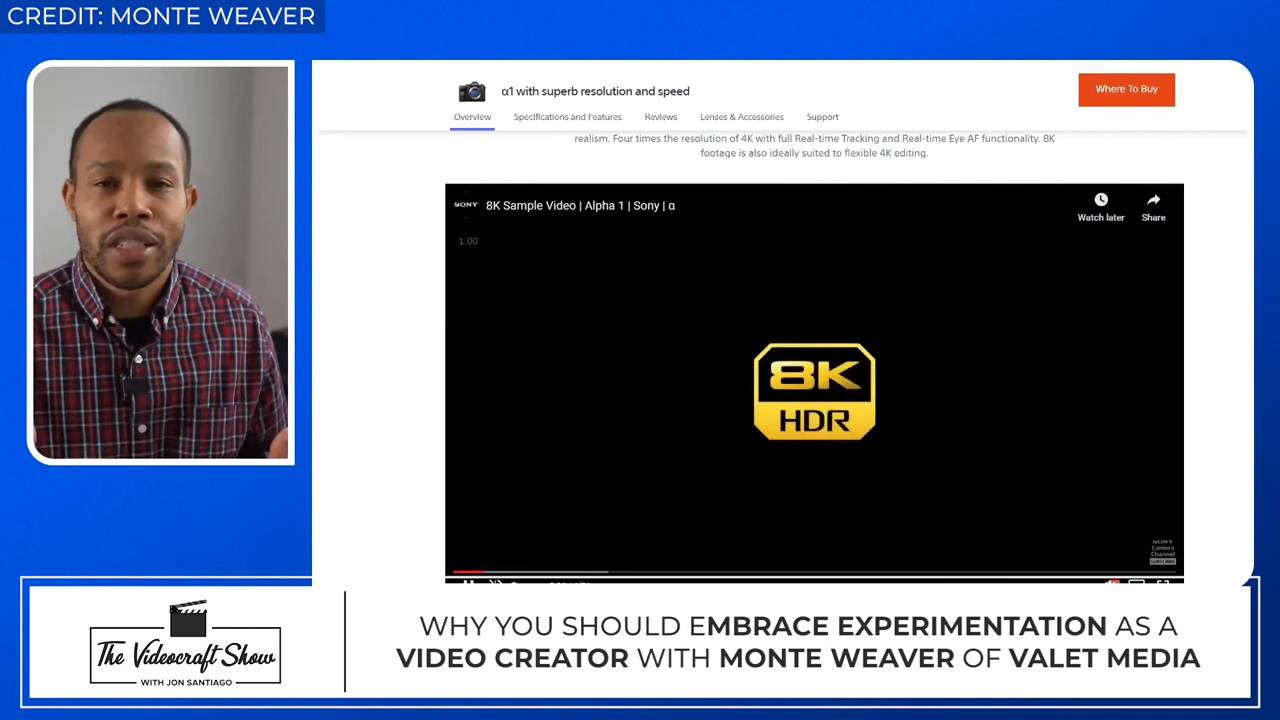 CREDIT: MONTE WEAVER
α1 with superb resolution and speed
Where To Buy
Overview
Specifications and Features
Reviews
Lenses & Accessories
Support
realism. Four times the resolution of 4K with full Real-time Tracking and Real-time Eye AF functionality. 8K
footage is also ideally suited to flexible 4K editing.
SONY
8K Sample Video | Alpha 1 | Sony | α
Watch later
Share
1.00
8K
HDR
SONY
Camera
Channel
SUBSCRIBE
The Videocraft Show
WITH JON SANTIAGO
WHY YOU SHOULD EMBRACE EXPERIMENTATION AS A
VIDEO CREATOR WITH MONTE WEAVER OF VALET MEDIA